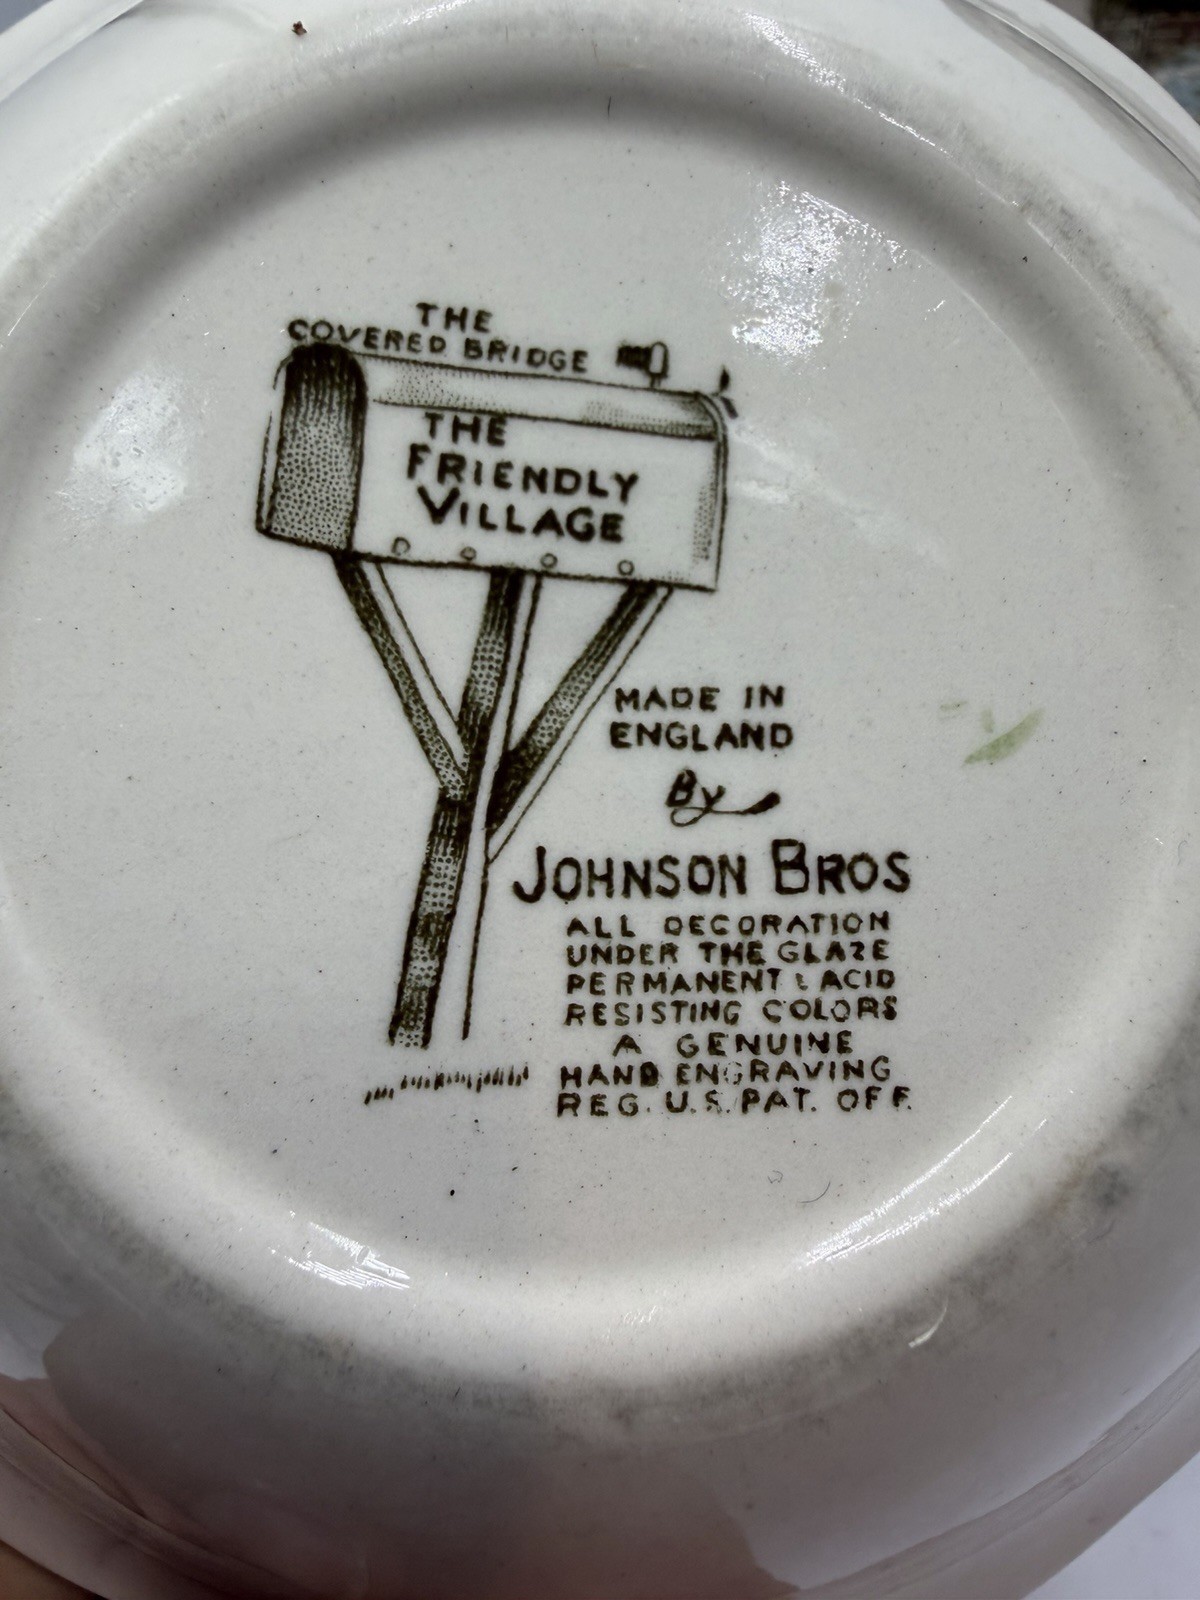 THE
COVERED BRIDGE
THE
FRIENDLY
VILLAGE
MADE IN
ENGLAND
By
JOHNSON BROS
ALL DECORATION
UNDER THE GLAZE
PERMANENT & ACID
RESISTING COLORS
A GENUINE
HAND ENGRAVING
REG. U.S. PAT. OFF.